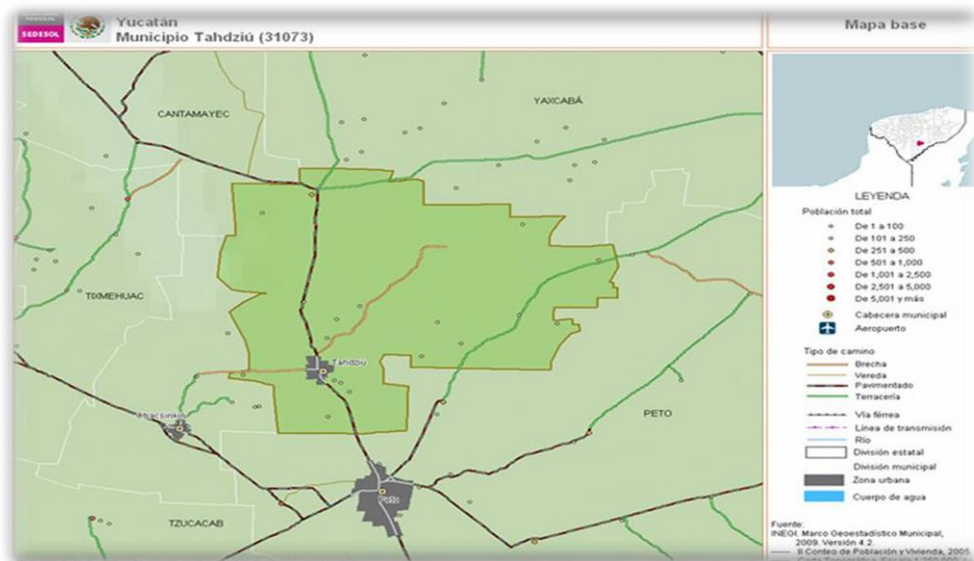 SEDESOL
Yucatán
Municipio Tahdziú (31073)
Mapa base
CANTAMAYEC
YAXCABÁ
TIXMEHUAC
Tahdziú
PETO
Peto
TZUCACAB
LEYENDA
Población total
De 1 a 100
De 101 a 250
De 251 a 500
De 501 a 1,000
De 1,001 a 2,500
De 2,501 a 5,000
De 5,001 y más
Cabecera municipal
Aeropuerto
Tipo de camino
Brecha
Vereda
Pavimentado
Terracería
Vía férrea
Línea de transmisión
Río
División estatal
División municipal
Zona urbana
Cuerpo de agua
Fuente:
INEGI. Marco Geoestadístico Municipal,
2009. Versión 4.2.
II Conteo de Población y Vivienda, 2005